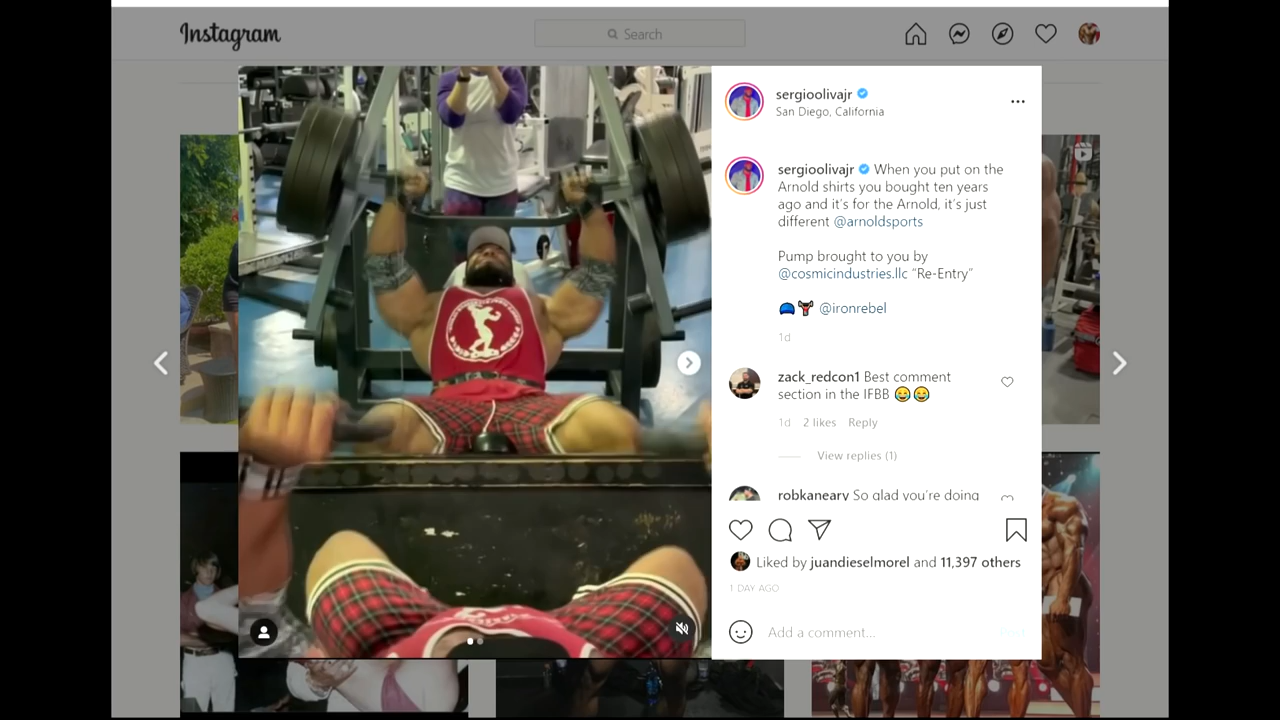 Instagram
Search
sergioolivajr
San Diego, California
sergioolivajr When you put on the
Arnold shirts you bought ten years
ago and it's for the Arnold, it's just
different @arnoldsports
Pump brought to you by
@cosmicindustries.llc “Re-Entry”
@ironrebel
1d
zack_redcon1 Best comment
section in the IFBB 😂😂
1d 2 likes Reply
View replies (1)
robkaneary So glad you're doing
Liked by juandieselmorel and 11,397 others
1 DAY AGO
Add a comment...
Post